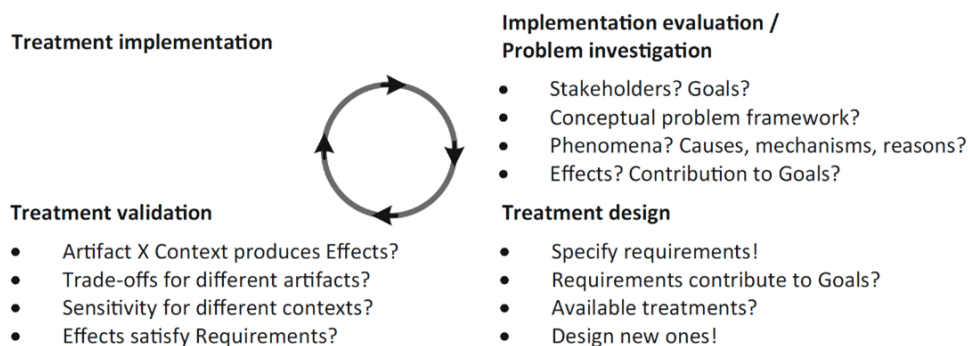 Treatment implementation
Implementation evaluation /
Problem investigation
• Stakeholders? Goals?
• Conceptual problem framework?
• Phenomena? Causes, mechanisms, reasons?
• Effects? Contribution to Goals?
Treatment validation
• Artifact X Context produces Effects?
• Trade-offs for different artifacts?
• Sensitivity for different contexts?
• Effects satisfy Requirements?
Treatment design
• Specify requirements!
• Requirements contribute to Goals?
• Available treatments?
• Design new ones!